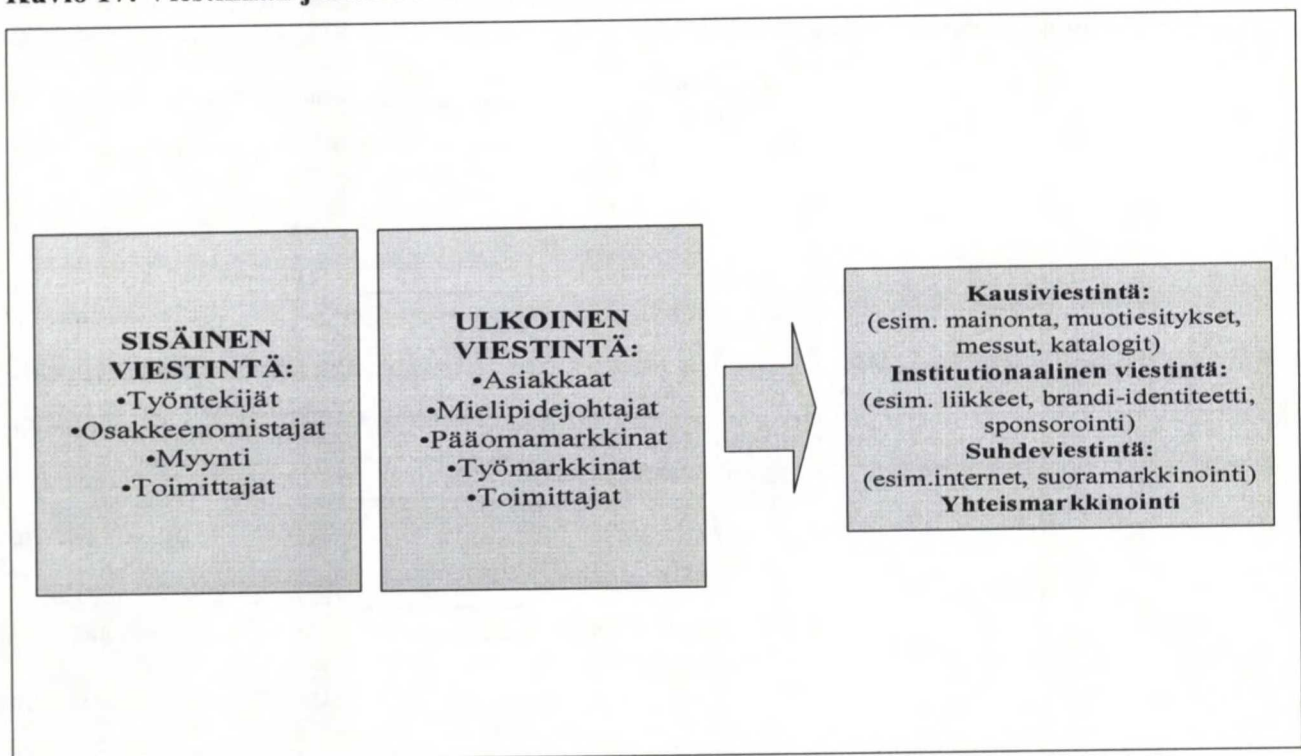 SISÄINEN
VIESTINTÄ:
•Työntekijät
•Osakkeenomistajat
•Myynti
•Toimittajat
ULKOINEN
VIESTINTÄ:
•Asiakkaat
•Mielipidejohtajat
•Pääomamarkkinat
•Työmarkkinat
•Toimittajat
Kausiviestintä:
(esim. mainonta, muotiesitykset,
messut, katalogit)
Institutionaalinen viestintä:
(esim. liikkeet, brandi-identiteetti,
sponsorointi)
Suhdeviestintä:
(esim.internet, suoramarkkinointi)
Yhteismarkkinointi